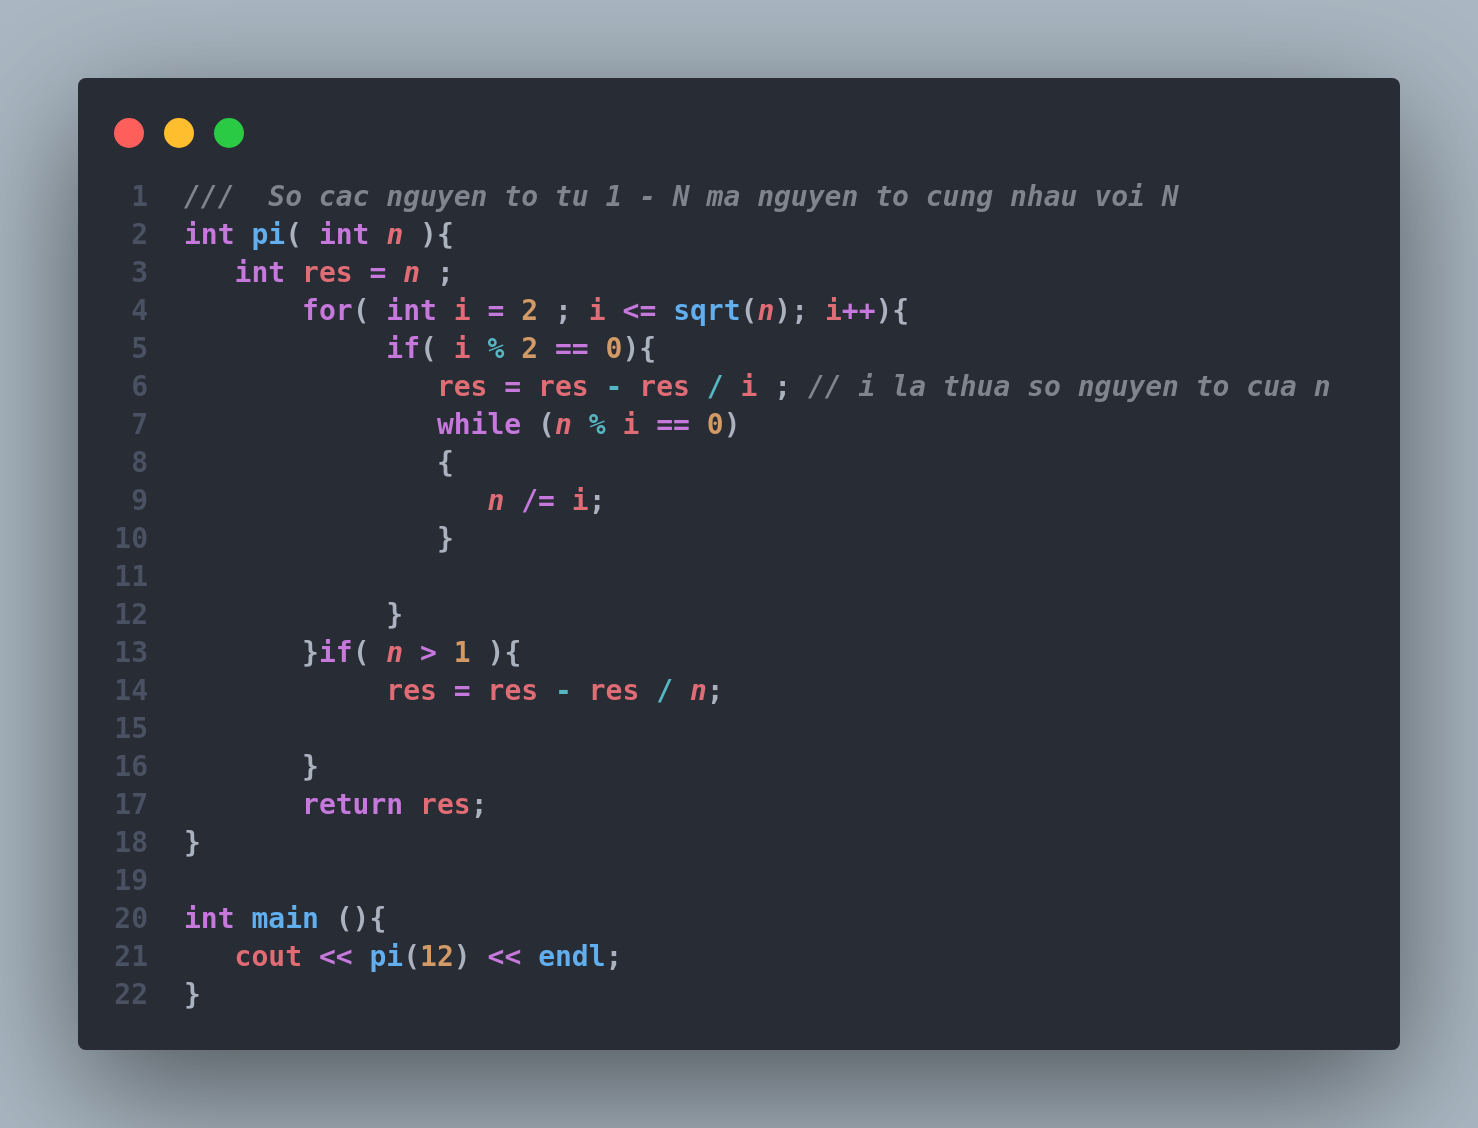 1 ///  So cac nguyen to tu 1 - N ma nguyen to cung nhau voi N
2 int pi( int n ){
3    int res = n ;
4        for( int i = 2 ; i <= sqrt(n); i++){
5             if( i % 2 == 0){
6                res = res - res / i ; // i la thua so nguyen to cua n
7                while (n % i == 0)
8                {
9                   n /= i;
10                }
11
12             }
13        }if( n > 1 ){
14             res = res - res / n;
15
16        }
17        return res;
18 }
19
20 int main (){
21    cout << pi(12) << endl;
22 }